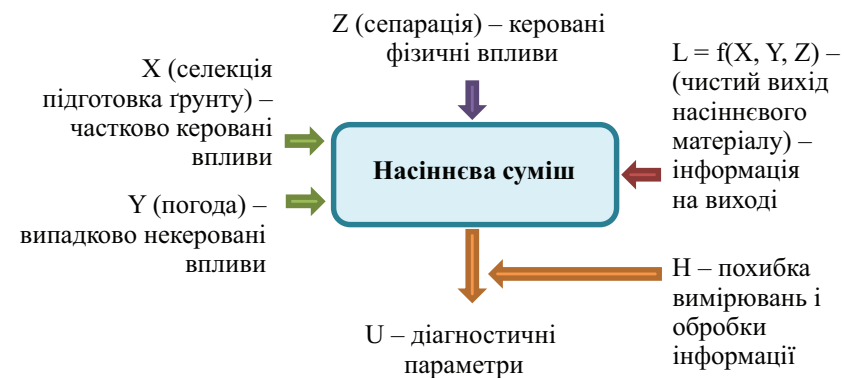 Z (сепарація) – керовані
фізичні впливи
X (селекція
підготовка ґрунту) –
частково керовані
впливи
Y (погода) –
випадково некеровані
впливи
Насіннєва суміш
L = f(X, Y, Z) –
(чистий вихід
насіннєвого
матеріалу) –
інформація
на виході
H – похибка
вимірювань і
обробки
інформації
U – діагностичні
параметри